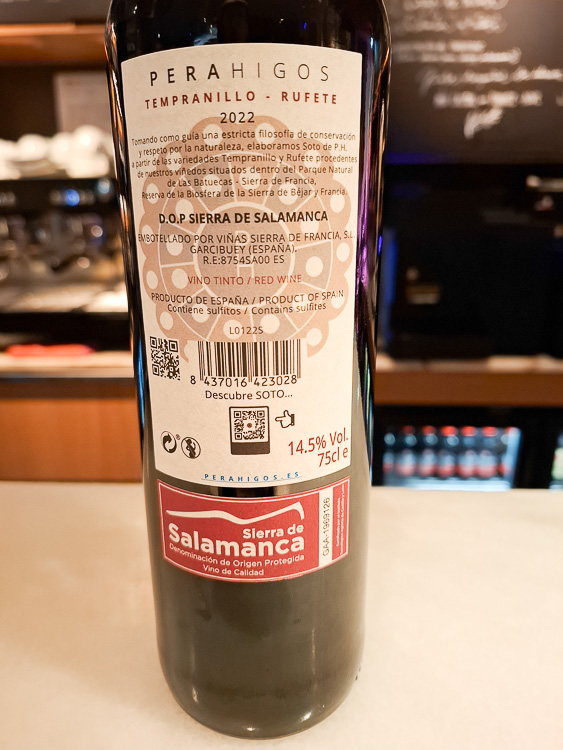 PERAHIGOS
TEMPRANILLO - RUFETE
2022
Tomando como guía una estricta filosofía de conservación
y respeto por la naturaleza, elaboramos Soto de P.H.
a partir de las variedades Tempranillo y Rufete procedentes
de nuestros viñedos situados dentro del Parque Natural
de Las Batuecas - Sierra de Francia,
Reserva de la Biosfera de la Sierra de Béjar y Francia.
D.O.P SIERRA DE SALAMANCA
EMBOTELLADO POR VIÑAS SIERRA DE FRANCIA, S.L
GARCIBUEY (ESPAÑA).
R.E:8754SA00 ES
VINO TINTO / RED WINE
PRODUCTO DE ESPAÑA / PRODUCT OF SPAIN
Contiene sulfitos / Contains sulfites
L0122S
8 437016 423028
Descubre SOTO...
14.5% Vol.
75cl e
PERAHIGOS.ES
Sierra de
Salamanca
Denominación de Origen Protegida
Vino de Calidad
GAA-1969126